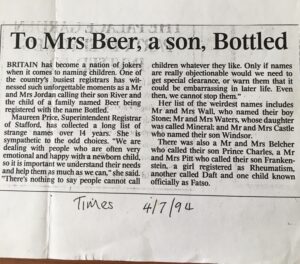 To Mrs Beer, a son, Bottled
BRITAIN has become a nation of jokers
when it comes to naming children. One of
the country's busiest registrars has wit-
nessed such unforgettable moments as a Mr
and Mrs Jordan calling their son River and
the child of a family named Beer being
registered with the name Bottled.
Maureen Price, Superintendent Registrar
of Stafford, has collected a long list of
strange names over 14 years. She is
sympathetic to the odd choices. "We are
dealing with people who are often very
emotional and happy with a newborn child,
so it is important we understand their needs
and help them as much as we can," she said.
"There's nothing to say people cannot call
children whatever they like. Only if names
are really objectionable would we need to
get special clearance, or warn them that it
could be embarrassing in later life. Even
then, we cannot stop them."
Her list of the weirdest names includes
Mr and Mrs Wall, who named their boy
Stone; Mr and Mrs Waters, whose daughter
was called Mineral; and Mr and Mrs Castle
who named their son Windsor.
There was also a Mr and Mrs Belcher
who called their son Prince Charles, a Mr
and Mrs Pitt who called their son Franken-
stein, a girl registered as Rheumatism,
another called Daft and one child known
officially as Fatso.
Times 4/7/94